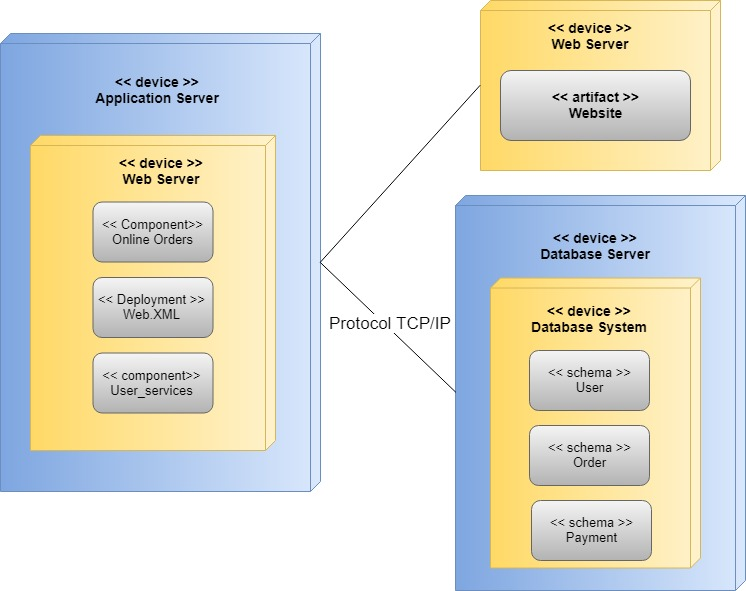 << device >>
Application Server
<< device >>
Web Server
<< Component>>
Online Orders
<< Deployment >>
Web.XML
<< component>>
User_services
Protocol TCP/IP
<< device >>
Web Server
<< artifact >>
Website
<< device >>
Database Server
<< device >>
Database System
<< schema >>
User
<< schema >>
Order
<< schema >>
Payment